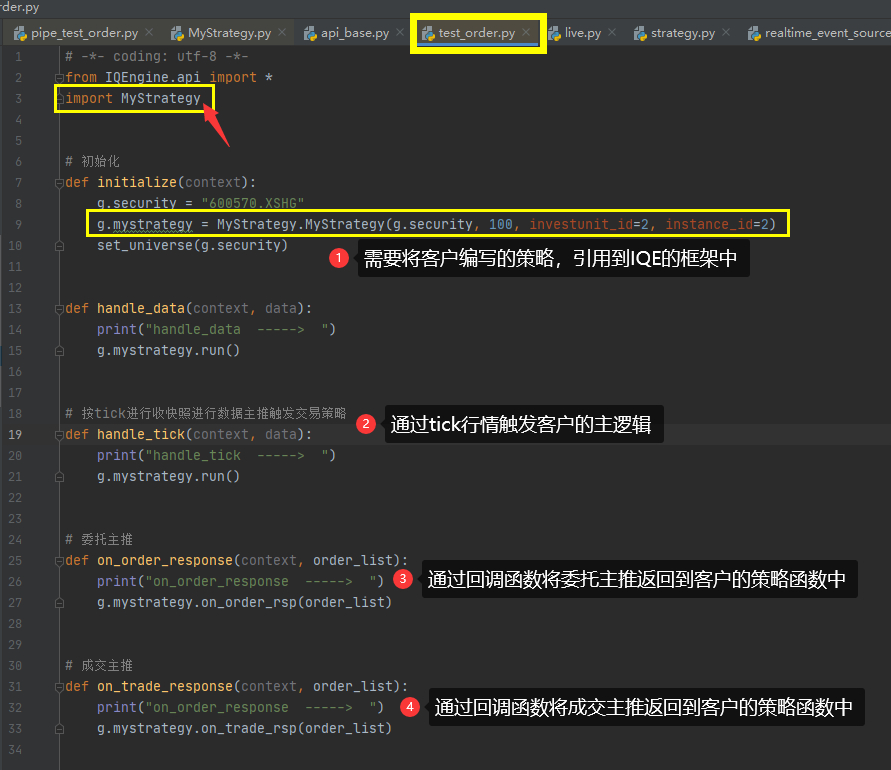 rder.py
pipe_test_order.py MyStrategy.py api_base.py test_order.py live.py strategy.py realtime_event_source
1 # -*- coding: utf-8 -*-
2 from IQEngine.api import *
3 import MyStrategy
4
5
6 # 初始化
7 def initialize(context):
8 g.security = "600570.XSHG"
9 g.mystrategy = MyStrategy.MyStrategy(g.security, 100, investunit_id=2, instance_id=2)
10 set_universe(g.security)
1 需要将客户编写的策略，引用到IQE的框架中
11
12
13 def handle_data(context, data):
14 print("handle_data -----> ")
15 g.mystrategy.run()
16
17
18 # 按tick进行收快照进行数据主推触发交易策略
2 通过tick行情触发客户的主逻辑
19 def handle_tick(context, data):
20 print("handle_tick -----> ")
21 g.mystrategy.run()
22
23
24 # 委托主推
25 def on_order_response(context, order_list):
26 print("on_order_response -----> ")
3 通过回调函数将委托主推返回到客户的策略函数中
27 g.mystrategy.on_order_rsp(order_list)
28
29
30 # 成交主推
31 def on_trade_response(context, order_list):
32 print("on_order_response -----> ")
4 通过回调函数将成交主推返回到客户的策略函数中
33 g.mystrategy.on_trade_rsp(order_list)
34